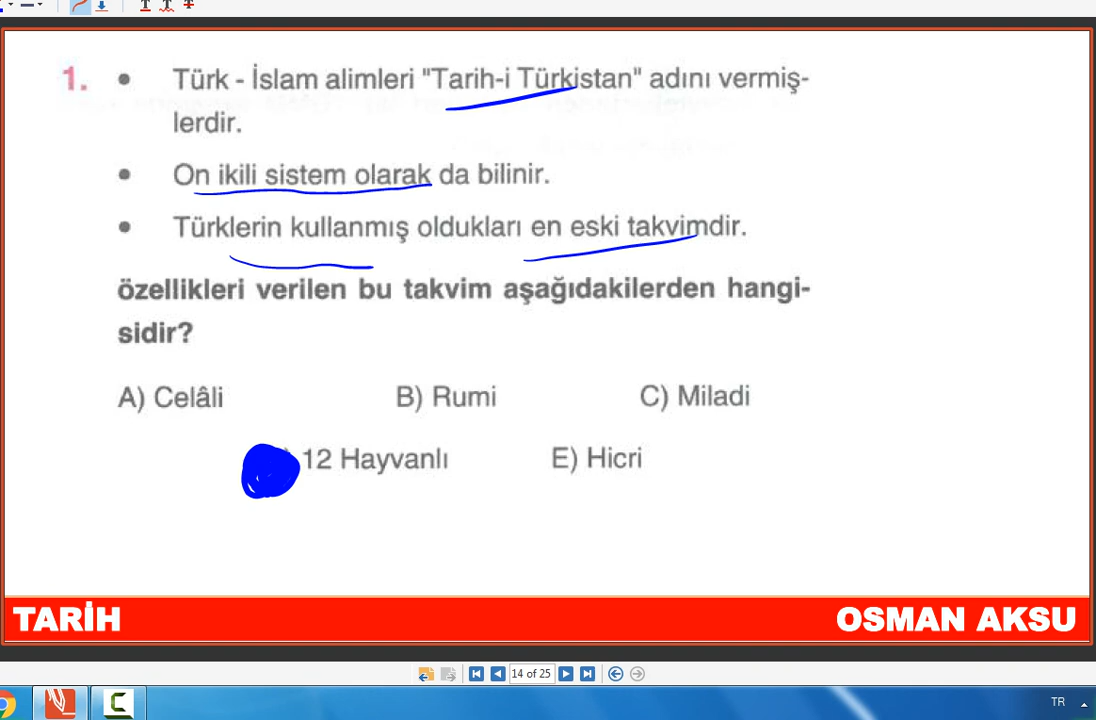 1. • Türk - İslam alimleri "Tarih-i Türkistan" adını vermiş-
lerdir.
• On ikili sistem olarak da bilinir.
• Türklerin kullanmış oldukları en eski takvimdir.
özellikleri verilen bu takvim aşağıdakilerden hangi-
sidir?
A) Celâli B) Rumi C) Miladi
12 Hayvanlı E) Hicri
TARİH OSMAN AKSU
14 of 25
TR